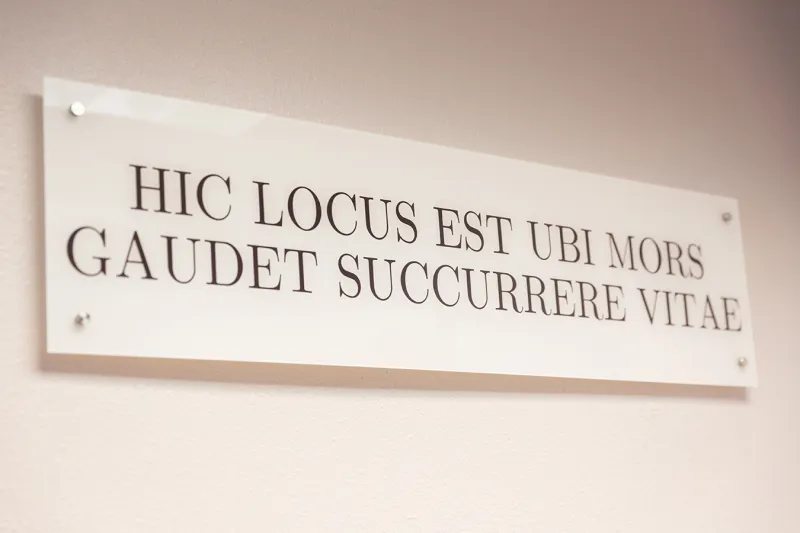 HIC LOCUS EST UBI MORS
GAUDET SUCCURRERE VITAE